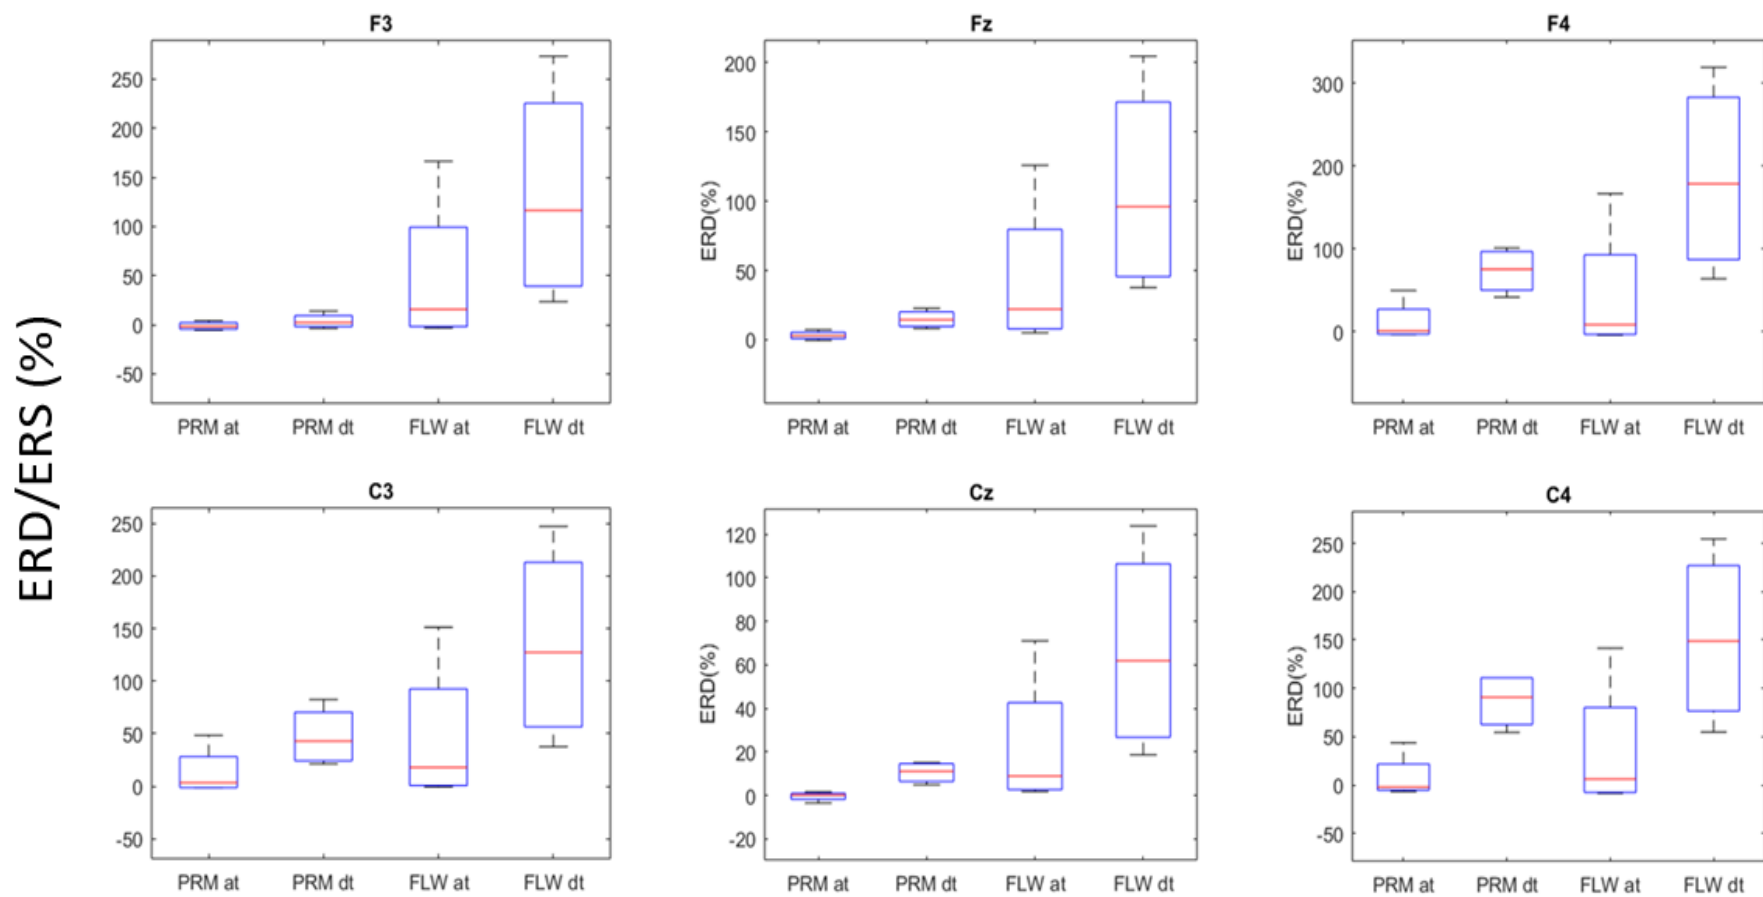 ERD/ERS (%)
F3
250
200
150
100
50
0
-50
PRM at PRM dt FLW at FLW dt
Fz
ERD(%)
200
150
100
50
0
PRM at PRM dt FLW at FLW dt
F4
ERD(%)
300
200
100
0
PRM at PRM dt FLW at FLW dt
C3
250
200
150
100
50
0
-50
PRM at PRM dt FLW at FLW dt
Cz
ERD(%)
120
100
80
60
40
20
0
-20
PRM at PRM dt FLW at FLW dt
C4
ERD(%)
250
200
150
100
50
0
-50
PRM at PRM dt FLW at FLW dt